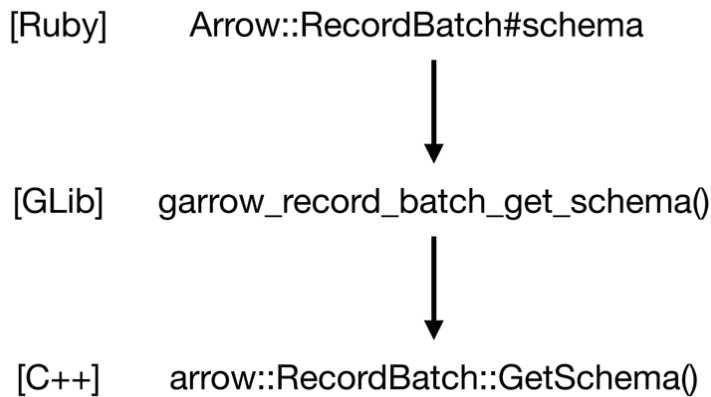 [Ruby] Arrow::RecordBatch#schema
[GLib] garrow_record_batch_get_schema()
[C++] arrow::RecordBatch::GetSchema()